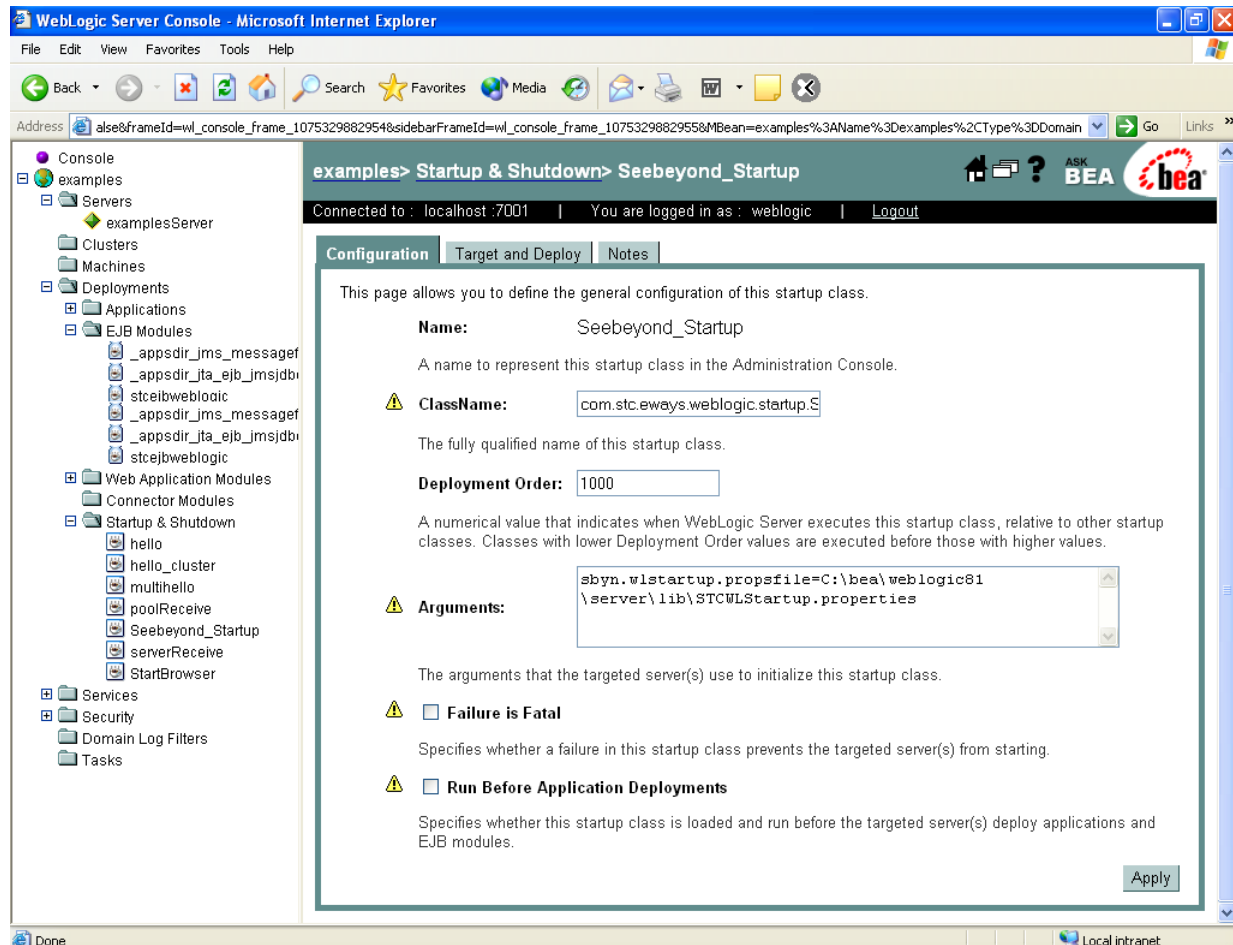 WebLogic Server Console - Microsoft Internet Explorer
File Edit View Favorites Tools Help
Back Search Favorites Media
Address alse&frameId=wl_console_frame_1075329882954&sidebarFrameId=wl_console_frame_1075329882955&MBean=examples%3AName%3Dexamples%2CType%3DDomain Go Links »
Console
examples
Servers
examplesServer
Clusters
Machines
Deployments
Applications
EJB Modules
_appsdir_jms_messagef
_appsdir_jta_ejb_jmsjdb
stcejbweblogic
_appsdir_jms_messagef
_appsdir_jta_ejb_jmsjdb
stcejbweblogic
Web Application Modules
Connector Modules
Startup & Shutdown
hello
hello_cluster
multihello
poolReceive
Seebeyond_Startup
serverReceive
StartBrowser
Services
Security
Domain Log Filters
Tasks
examples> Startup & Shutdown> Seebeyond_Startup
? ASK BEA bea
Connected to : localhost :7001 | You are logged in as : weblogic | Logout
Configuration Target and Deploy Notes
This page allows you to define the general configuration of this startup class.
Name: Seebeyond_Startup
A name to represent this startup class in the Administration Console.
ClassName: com.stc.eways.weblogic.startup.S
The fully qualified name of this startup class.
Deployment Order: 1000
A numerical value that indicates when WebLogic Server executes this startup class, relative to other startup
classes. Classes with lower Deployment Order values are executed before those with higher values.
sbyn.wlstartup.propsfile=C:\bea\weblogic81
\server\lib\STCWLStartup.properties
Arguments:
The arguments that the targeted server(s) use to initialize this startup class.
Failure is Fatal
Specifies whether a failure in this startup class prevents the targeted server(s) from starting.
Run Before Application Deployments
Specifies whether this startup class is loaded and run before the targeted server(s) deploy applications and
EJB modules.
Apply
Done Local intranet